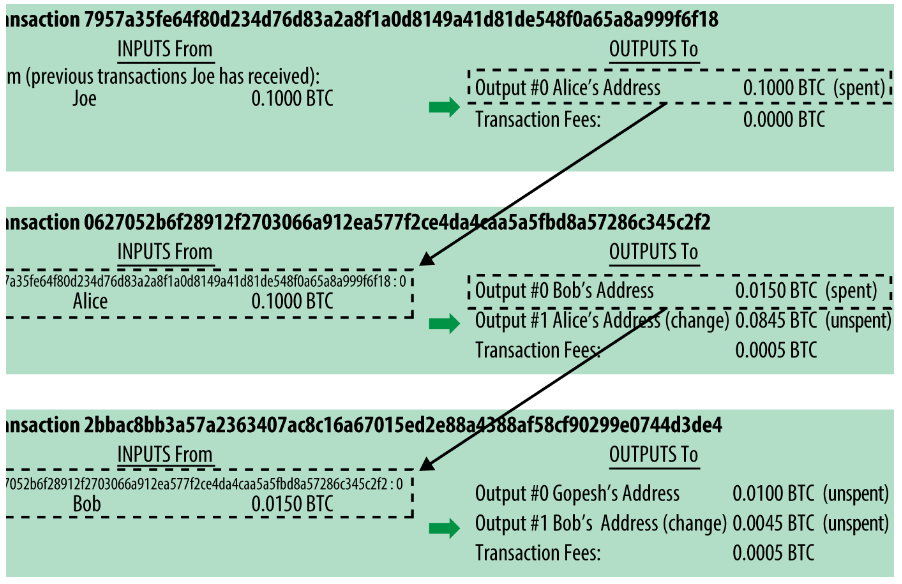 ansaction 7957a35fe64f80d234d76d83a2a8f1a0d8149a41d81de548f0a65a8a999f6f18
INPUTS From
OUTPUTS To
m (previous transactions Joe has received):
Joe 0.1000 BTC
Output #0 Alice's Address 0.1000 BTC (spent)
Transaction Fees: 0.0000 BTC
ansaction 0627052b6f28912f2703066a912ea577f2ce4da4caa5a5fbd8a57286c345c2f2
INPUTS From
OUTPUTS To
7a35fe64f80d234d76d83a2a8f1a0d8149a41d81de548f0a65a8a999f6f18 : 0
Alice 0.1000 BTC
Output #0 Bob's Address 0.0150 BTC (spent)
Output #1 Alice's Address (change) 0.0845 BTC (unspent)
Transaction Fees: 0.0005 BTC
ansaction 2bbac8bb3a57a2363407ac8c16a67015ed2e88a4388af58cf90299e0744d3de4
INPUTS From
OUTPUTS To
7052b6f28912f2703066a912ea577f2ce4da4caa5a5fbd8a57286c345c2f2 : 0
Bob 0.0150 BTC
Output #0 Gopesh's Address 0.0100 BTC (unspent)
Output #1 Bob's Address (change) 0.0045 BTC (unspent)
Transaction Fees: 0.0005 BTC